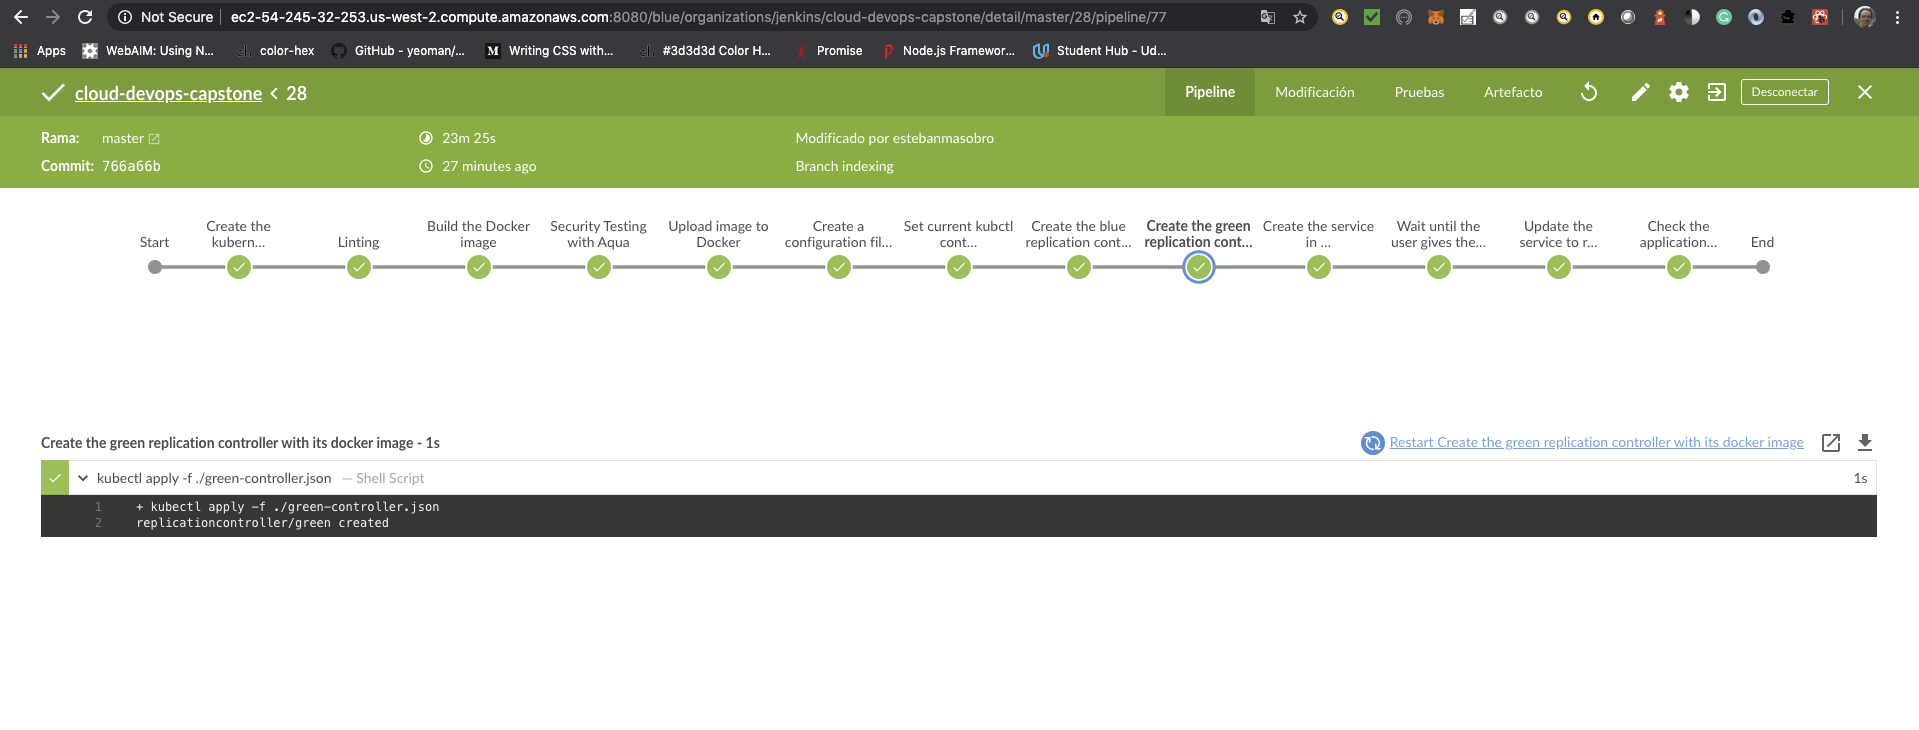 Not Secure
ec2-54-245-32-253.us-west-2.compute.amazonaws.com:8080/blue/organizations/jenkins/cloud-devops-capstone/detail/master/28/pipeline/77
Apps
WebAIM: Using N...
color-hex
GitHub - yeoman/...
Writing CSS with...
#3d3d3d Color H...
Promise
Node.js Framewor...
Student Hub - Ud...
cloud-devops-capstone < 28
Pipeline
Modificación
Pruebas
Artefacto
Desconectar
Rama: master
23m 25s
Modificado por estebanmasobro
Commit: 766a66b
27 minutes ago
Branch indexing
Start
Create the
kubern...
Linting
Build the Docker
image
Security Testing
with Aqua
Upload image to
Docker
Create a
configuration fil...
Set current kubctl
cont...
Create the blue
replication cont...
Create the green
replication cont...
Create the service
in ...
Wait until the
user gives the...
Update the
service to r...
Check the
application...
End
Create the green replication controller with its docker image - 1s
Restart Create the green replication controller with its docker image
kubectl apply -f ./green-controller.json — Shell Script
1s
1 + kubectl apply -f ./green-controller.json
2 replicationcontroller/green created